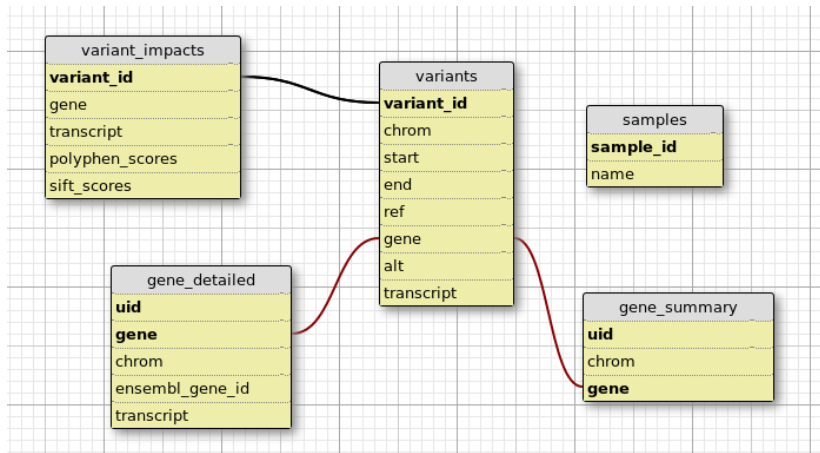 variant_impacts
variant_id
gene
transcript
polyphen_scores
sift_scores
variants
variant_id
chrom
start
end
ref
gene
alt
transcript
samples
sample_id
name
gene_detailed
uid
gene
chrom
ensembl_gene_id
transcript
gene_summary
uid
chrom
gene